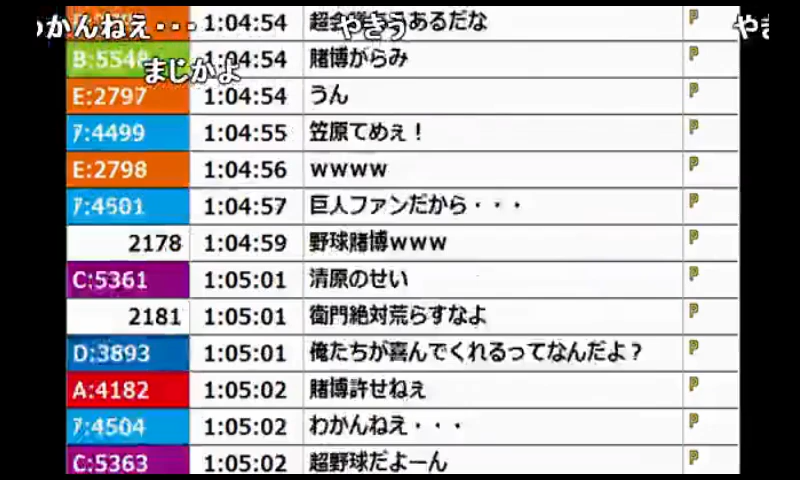 わかんねえ・・・
やきう
やき
まじかよ
1:04:54 超会議もうあるだな P
B:5548 1:04:54 賭博がらみ P
E:2797 1:04:54 うん P
ｱ:4499 1:04:55 笠原てめぇ！ P
E:2798 1:04:56 wwww P
ｱ:4501 1:04:57 巨人ファンだから・・・ P
2178 1:04:59 野球賭博www P
C:5361 1:05:01 清原のせい P
2181 1:05:01 衛門絶対荒らすなよ P
D:3893 1:05:01 俺たちが喜んでくれるってなんだよ？ P
A:4182 1:05:02 賭博許せねぇ P
ｱ:4504 1:05:02 わかんねえ・・・ P
C:5363 1:05:02 超野球だよーん P